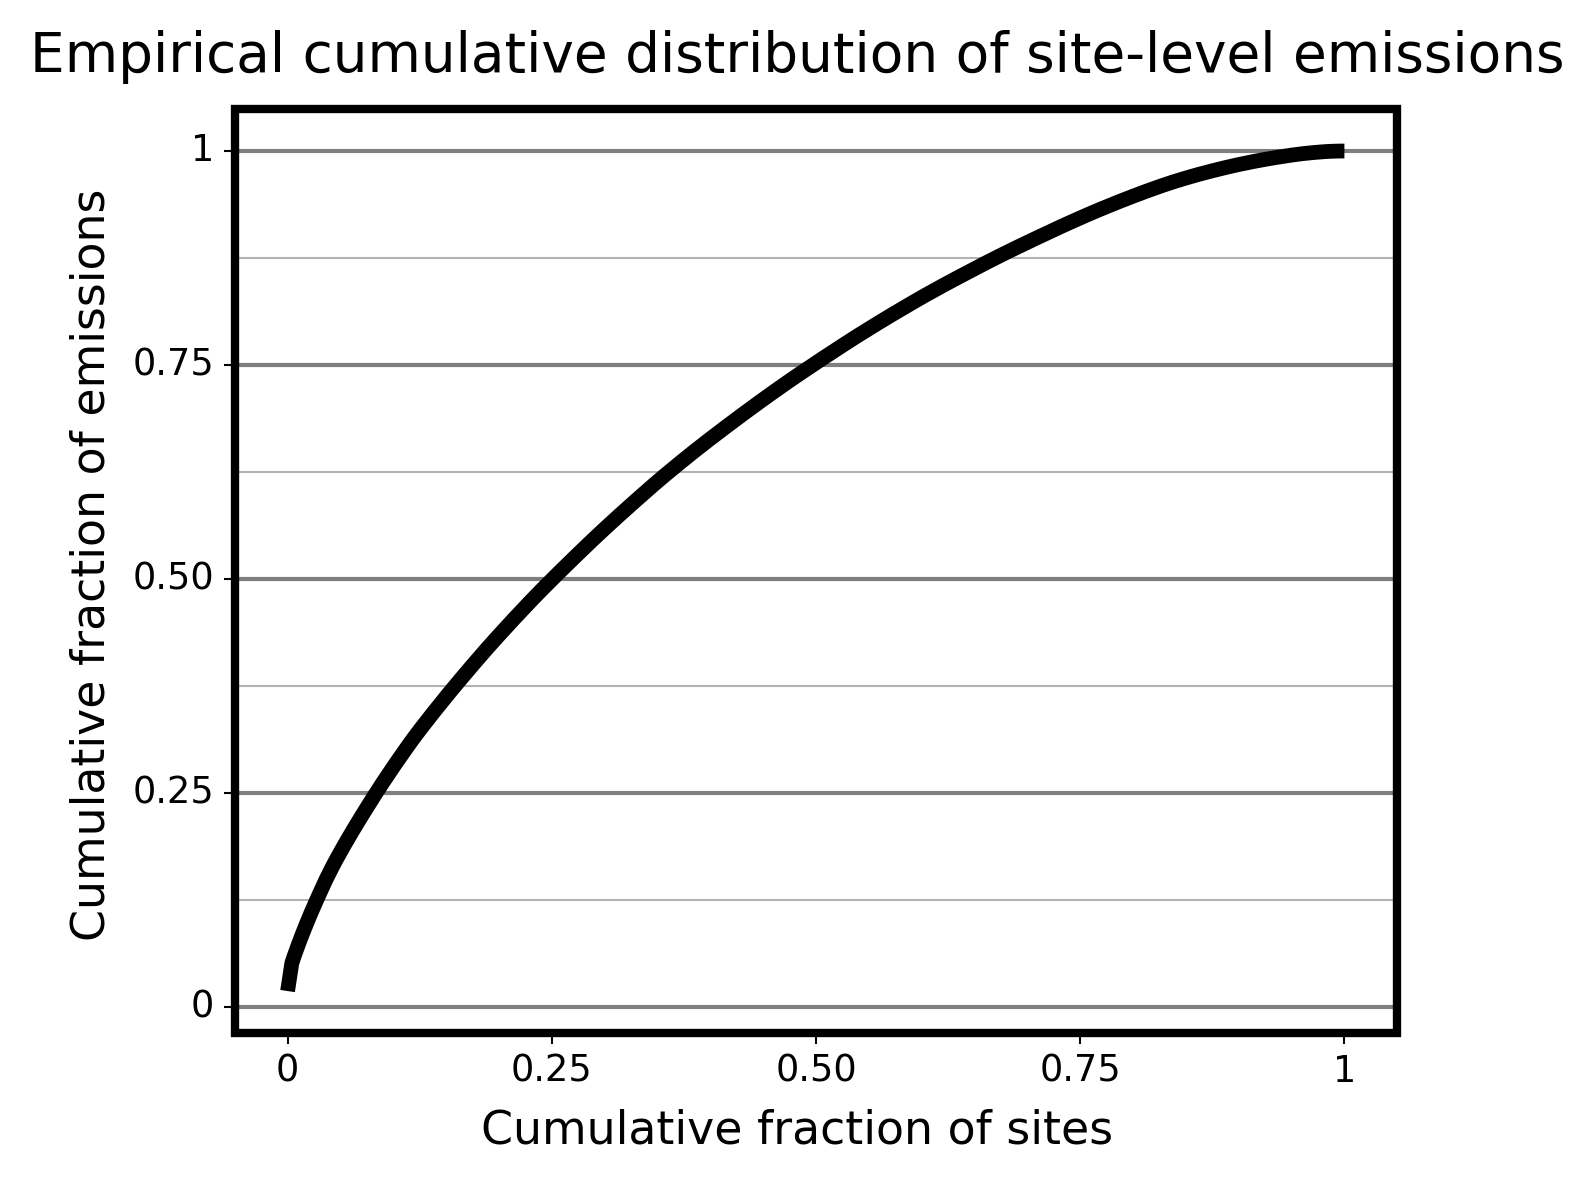 Empirical cumulative distribution of site-level emissions
Cumulative fraction of emissions
1
0.75
0.50
0.25
0
0 0.25 0.50 0.75 1
Cumulative fraction of sites